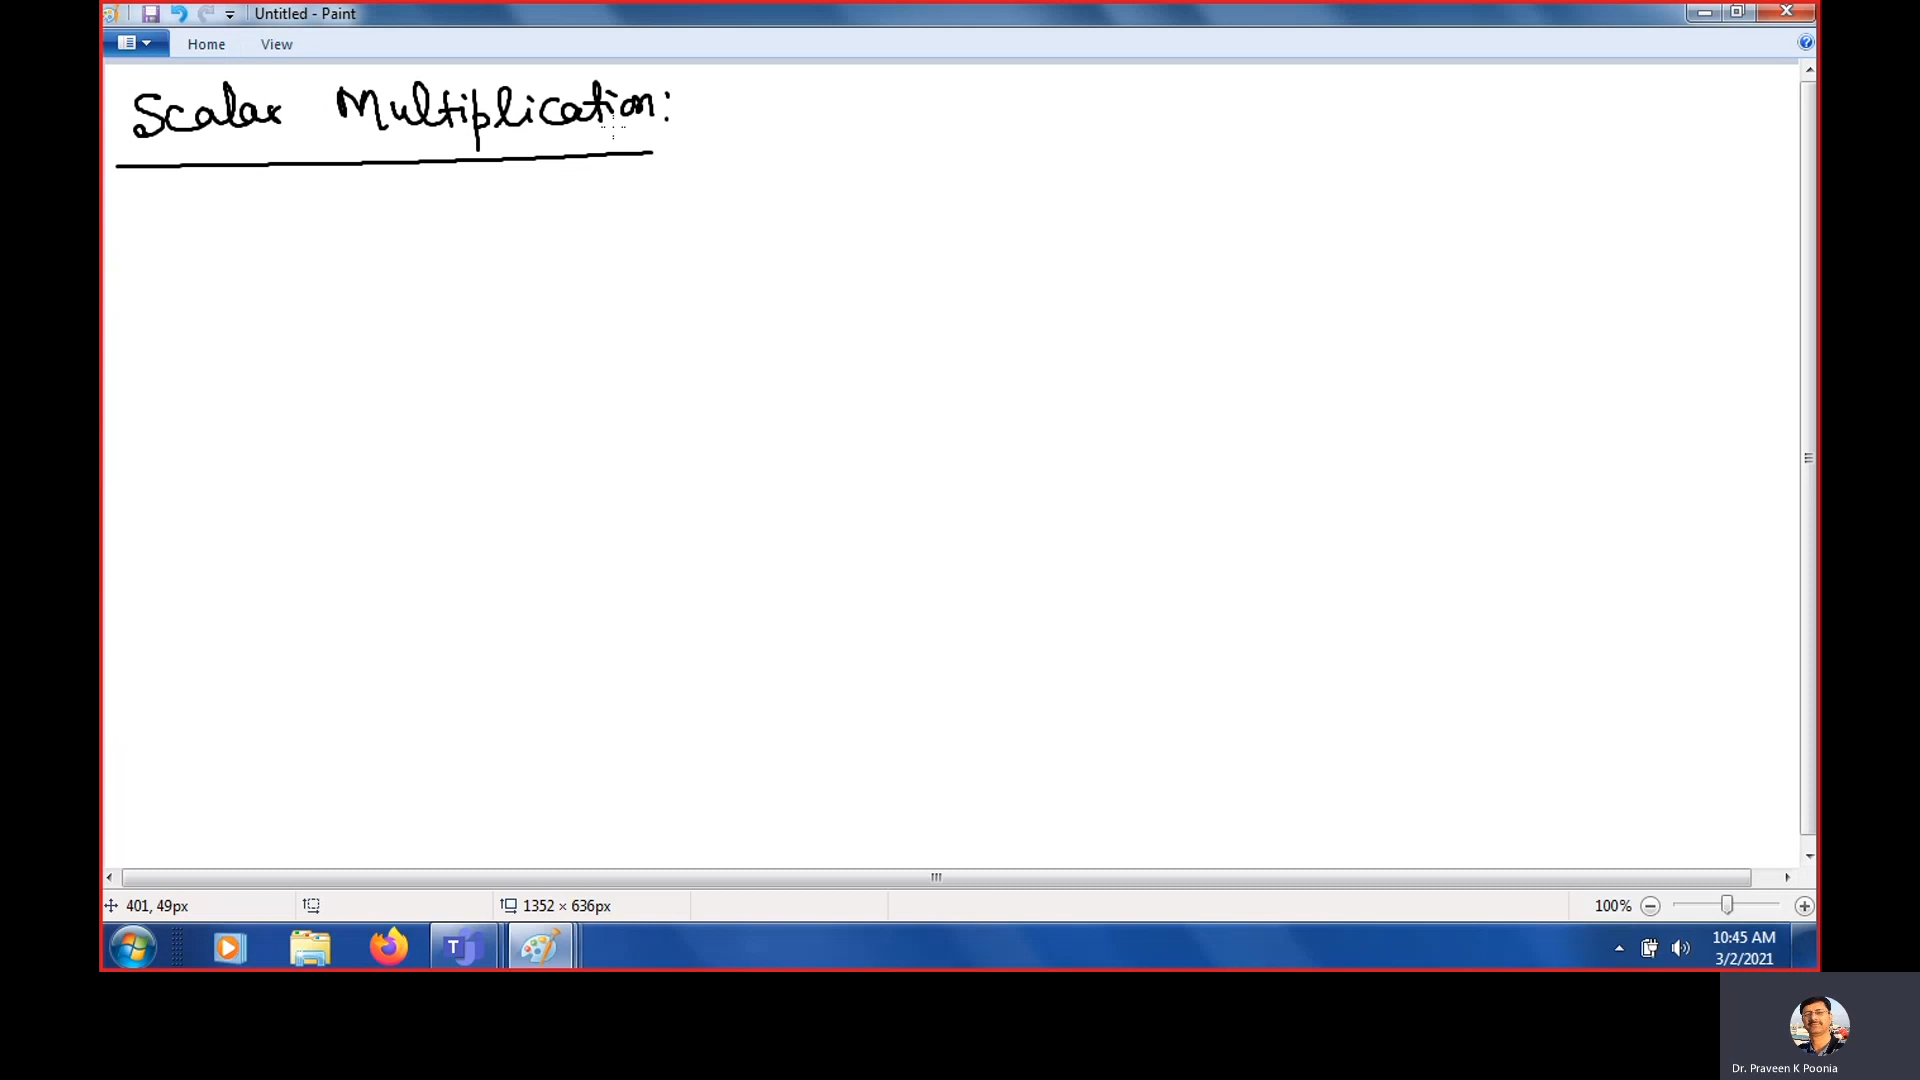 Untitled - Paint
Home View
Scalar Multiplication:
401, 49px
1352 × 636px
100%
T
10:45 AM
3/2/2021
Dr. Praveen K Poonia